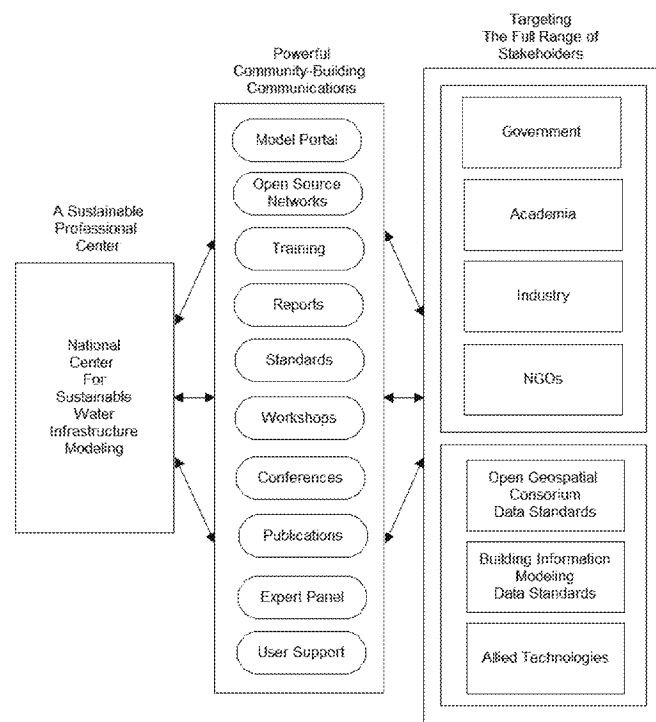 A Sustainable
Professional
Center
National
Center
For
Sustainable
Water
Infrastructure
Modeling
Powerful
Community-Building
Communications
Model Portal
Open Source
Networks
Training
Reports
Standards
Workshops
Conferences
Publications
Expert Panel
User Support
Targeting
The Full Range of
Stakeholders
Government
Academia
Industry
NGOs
Open Geospatial
Consorium
Data Standards
Building Information
Modeling
Data Standards
Allied Technologies